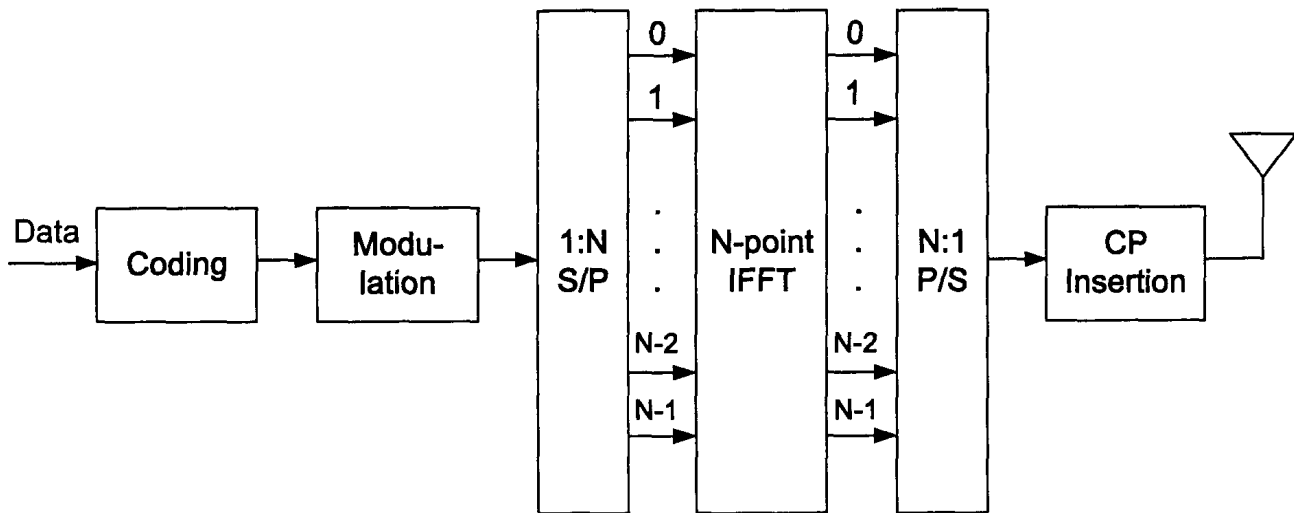 Data
Coding
Modu-
lation
1:N
S/P
0
1
.
.
.
N-2
N-1
N-point
IFFT
0
1
.
.
.
N-2
N-1
N:1
P/S
CP
Insertion